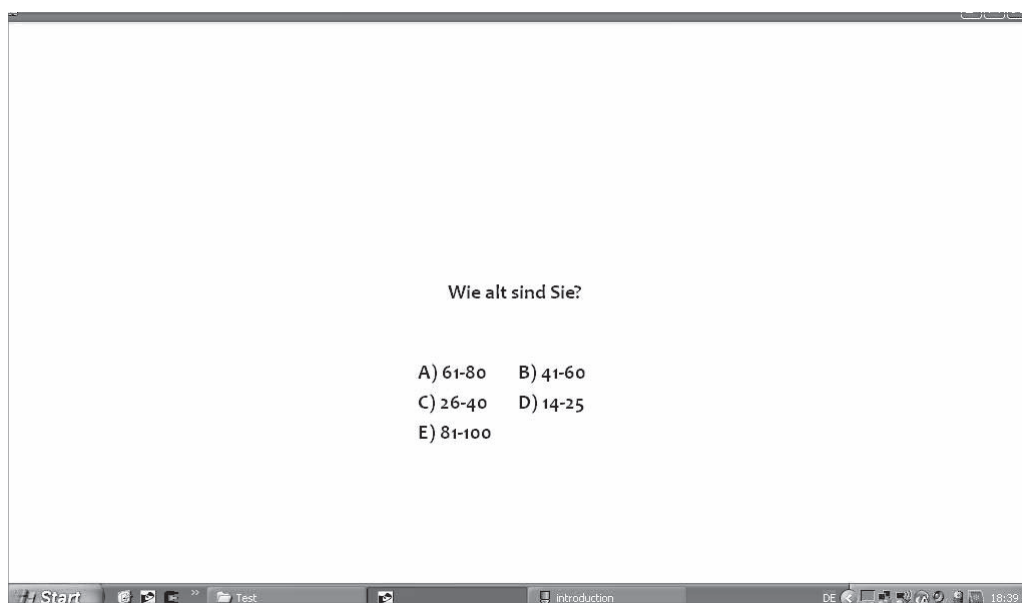 Wie alt sind Sie?
A) 61-80 B) 41-60
C) 26-40 D) 14-25
E) 81-100
Start » Test introduction DE 18:39